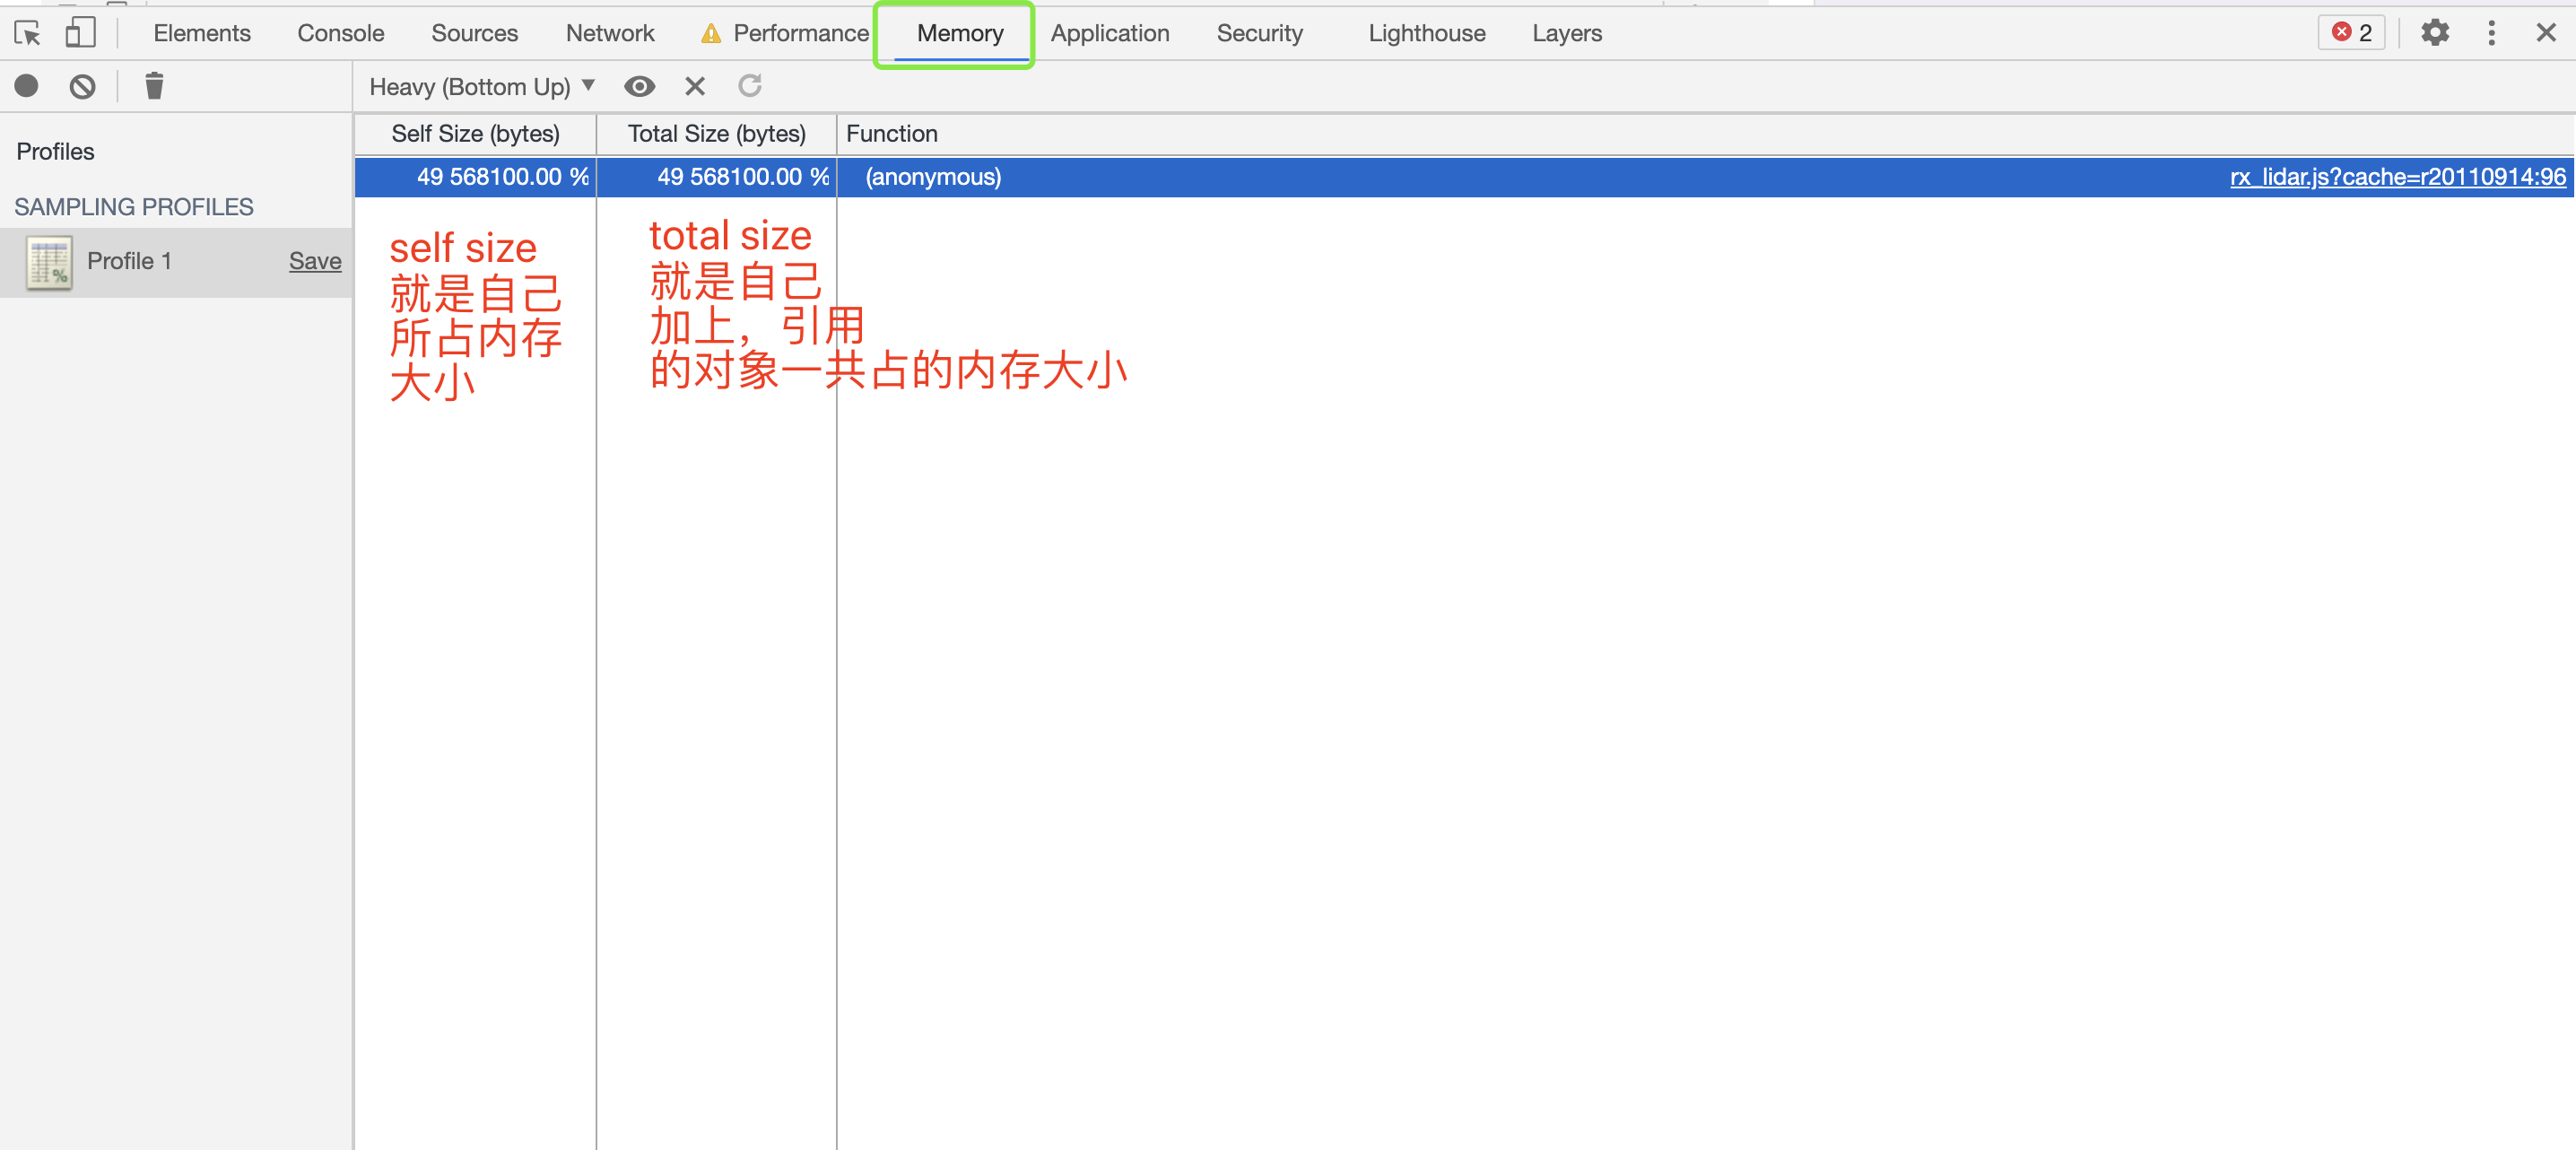 Elements Console Sources Network Performance Memory Application Security Lighthouse Layers 2
Heavy (Bottom Up)
Self Size (bytes) Total Size (bytes) Function
Profiles
49 568100.00 % 49 568100.00 % (anonymous) rx_lidar.js?cache=r20110914:96
SAMPLING PROFILES
Profile 1 Save
self size
就是自己
所占内存
大小
total size
就是自己
加上，引用
的对象一共占的内存大小